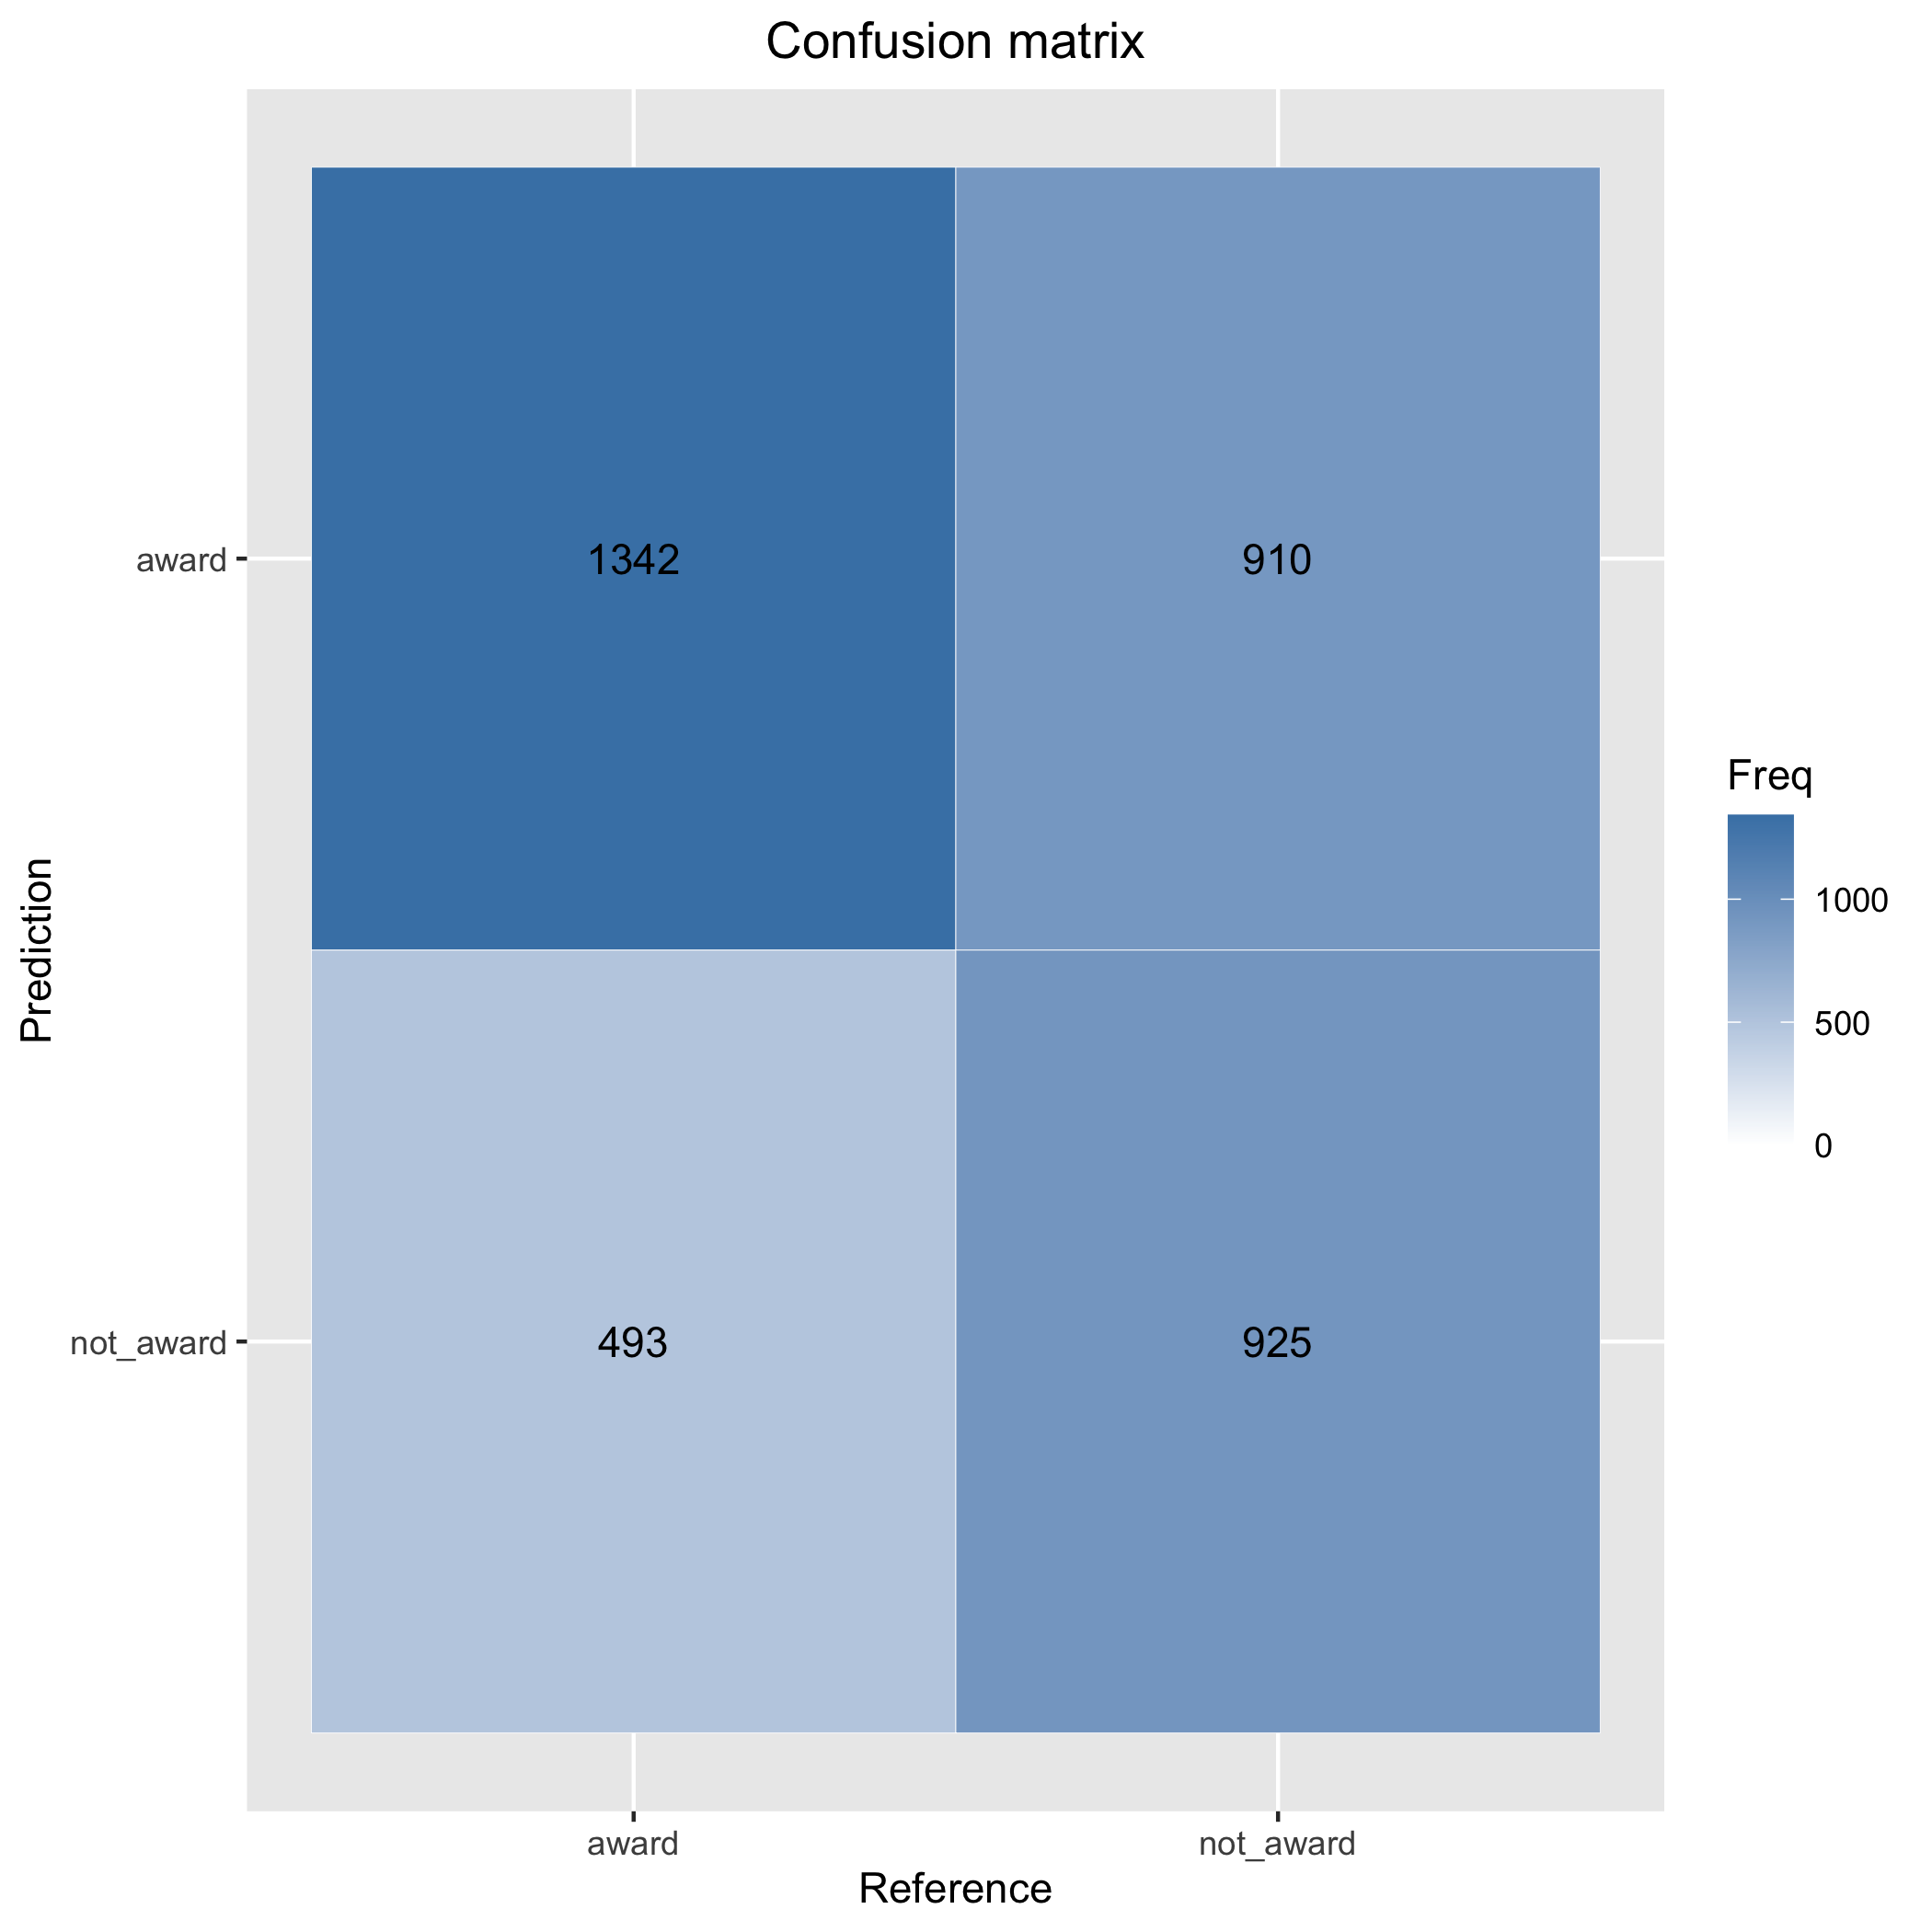 Confusion matrix
Prediction
award
not_award
1342
910
493
925
award
not_award
Reference
Freq
1000
500
0